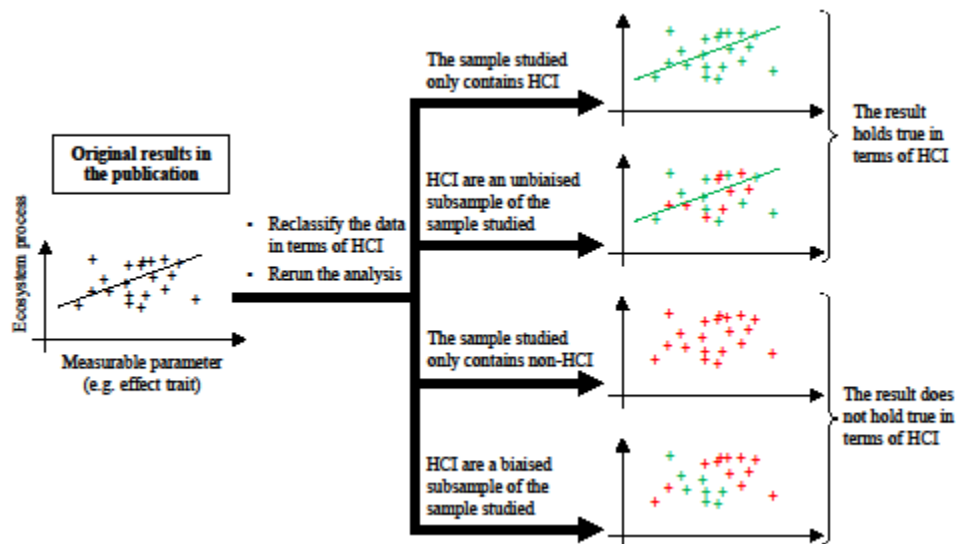 The sample studied
only contains HCI
The result
holds true in
terms of HCI
Original results in
the publication
HCI are an unbiaised
subsample of the
sample studied
• Reclassify the data
in terms of HCI
• Rerun the analysis
Ecosystem process
Measurable parameter
(e.g. effect trait)
The sample studied
only contains non-HCI
The result does
not hold true in
terms of HCI
HCI are a biaised
subsample of the
sample studied